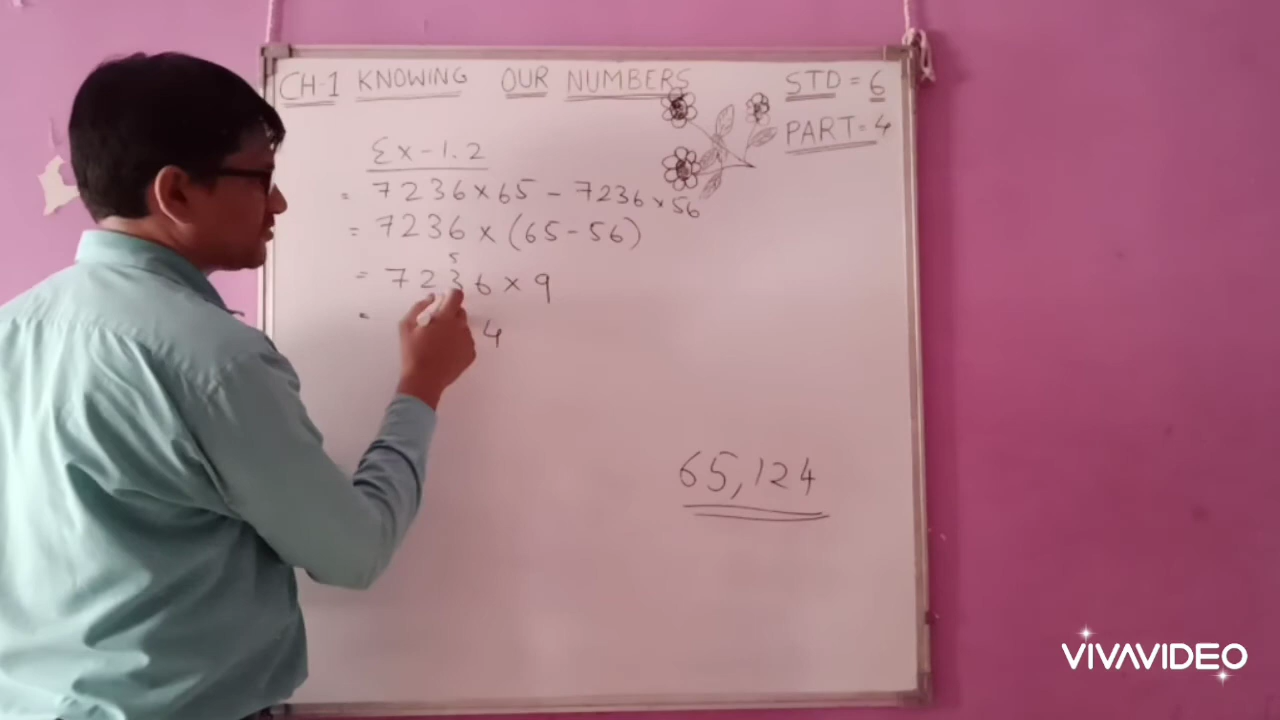 CH-1 KNOWING OUR NUMBERS
STD = 6
PART = 4
Ex-1.2
= 7236 × 65 - 7236 × 56
= 7236 × (65 - 56)
5
= 7236 × 9
= 4
65,124
VIVAVIDEO